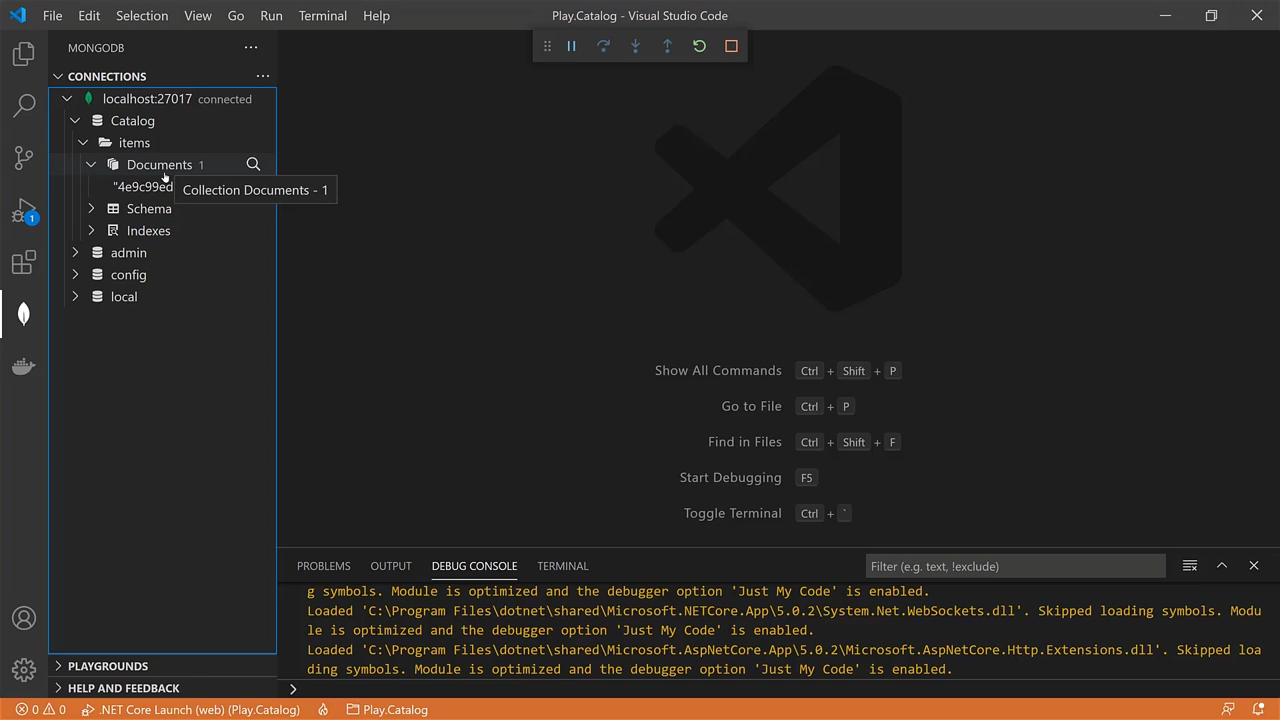 File Edit Selection View Go Run Terminal Help
Play.Catalog - Visual Studio Code
MONGODB
CONNECTIONS
localhost:27017 connected
Catalog
items
Documents 1
"4e9c99ed
Collection Documents - 1
Schema
Indexes
admin
config
local
PLAYGROUNDS
HELP AND FEEDBACK
1
Show All Commands Ctrl + Shift + P
Go to File Ctrl + P
Find in Files Ctrl + Shift + F
Start Debugging F5
Toggle Terminal Ctrl + `
PROBLEMS OUTPUT DEBUG CONSOLE TERMINAL
Filter (e.g. text, !exclude)
g symbols. Module is optimized and the debugger option 'Just My Code' is enabled.
Loaded 'C:\Program Files\dotnet\shared\Microsoft.NETCore.App\5.0.2\System.Net.WebSockets.dll'. Skipped loading symbols. Modu
le is optimized and the debugger option 'Just My Code' is enabled.
Loaded 'C:\Program Files\dotnet\shared\Microsoft.AspNetCore.App\5.0.2\Microsoft.AspNetCore.Http.Extensions.dll'. Skipped loa
ding symbols. Module is optimized and the debugger option 'Just My Code' is enabled.
0 0 .NET Core Launch (web) (Play.Catalog) Play.Catalog